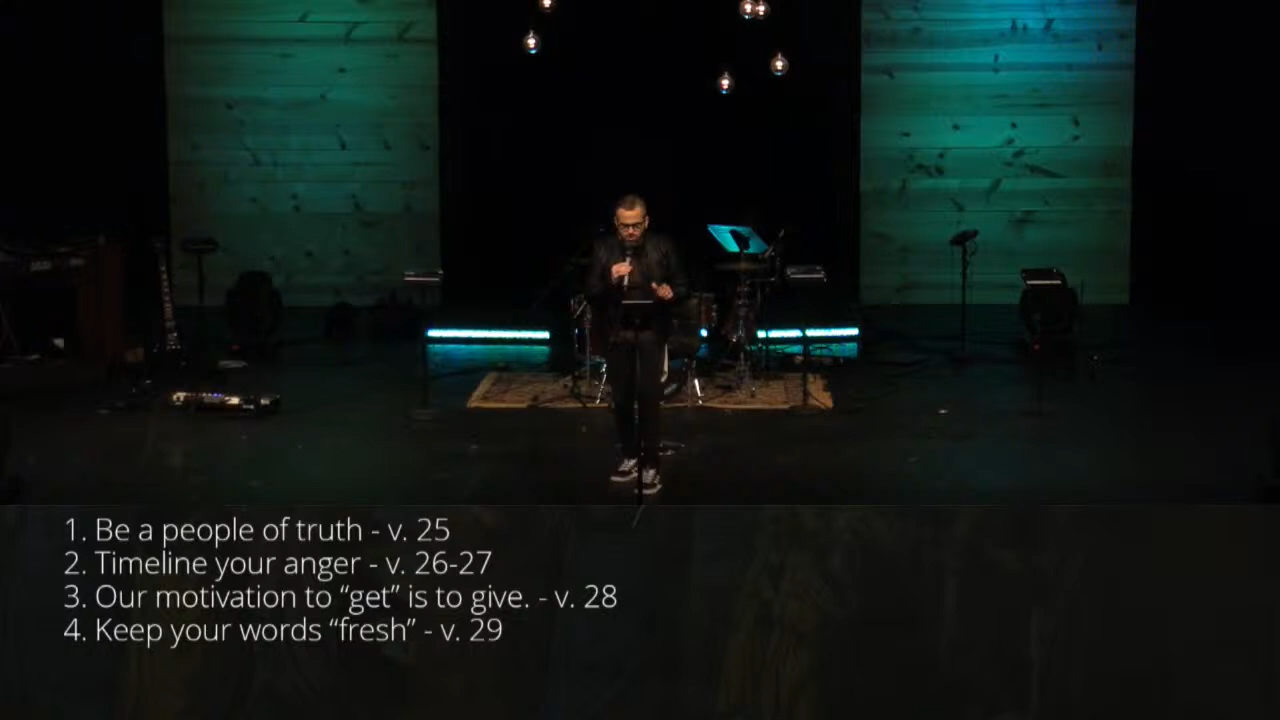 1. Be a people of truth - v. 25
2. Timeline your anger - v. 26-27
3. Our motivation to “get” is to give. - v. 28
4. Keep your words “fresh” - v. 29